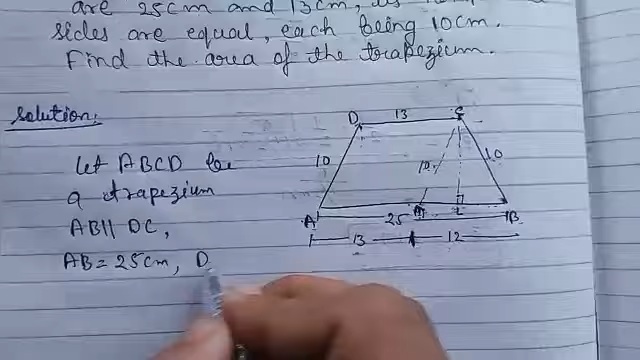 are 25cm and 13cm, its
sides are equal, each being 10cm.
Find the area of the trapezium.
Solution:
D 13 C
let ABCD be
10 10 10
a trapezium
A 25 M L B
AB || DC,
13 12
AB = 25cm, D